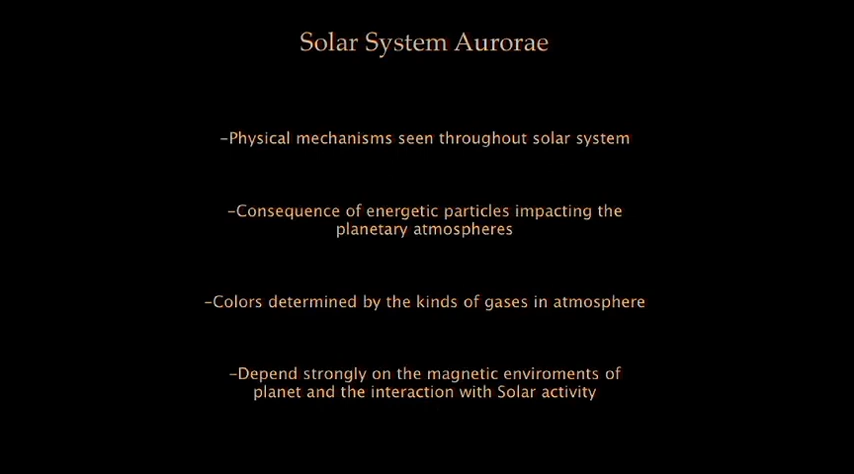 Solar System Aurorae
-Physical mechanisms seen throughout solar system
-Consequence of energetic particles impacting the
planetary atmospheres
-Colors determined by the kinds of gases in atmosphere
-Depend strongly on the magnetic enviroments of
planet and the interaction with Solar activity